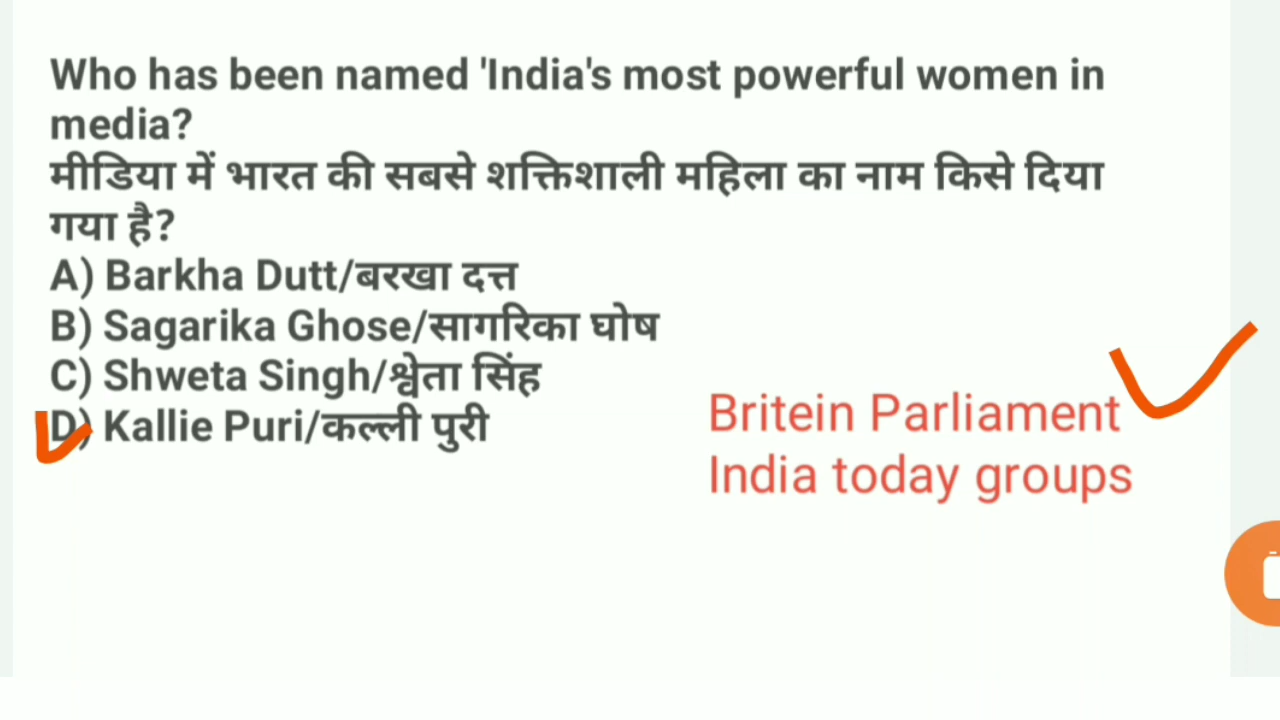 Who has been named 'India's most powerful women in
media?
मीडिया में भारत की सबसे शक्तिशाली महिला का नाम किसे दिया
गया है?
A) Barkha Dutt/बरखा दत्त
B) Sagarika Ghose/सागरिका घोष
C) Shweta Singh/श्वेता सिंह
D) Kallie Puri/कल्ली पुरी
Britein Parliament
India today groups